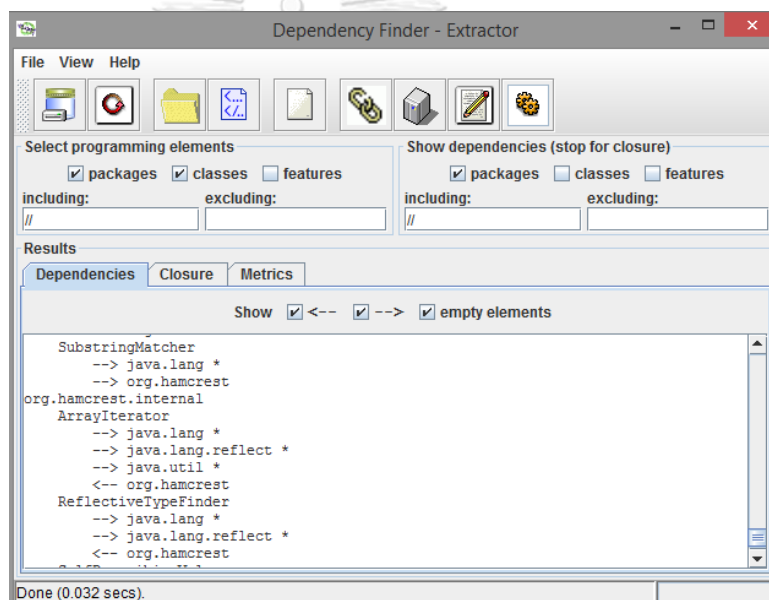 Dependency Finder - Extractor
File View Help
Select programming elements
packages classes features
including: excluding:
//
Show dependencies (stop for closure)
packages classes features
including: excluding:
//
Results
Dependencies Closure Metrics
Show <-- --> empty elements
SubstringMatcher
--> java.lang *
--> org.hamcrest
org.hamcrest.internal
ArrayIterator
--> java.lang *
--> java.lang.reflect *
--> java.util *
<-- org.hamcrest
ReflectiveTypeFinder
--> java.lang *
--> java.lang.reflect *
<-- org.hamcrest
Done (0.032 secs).